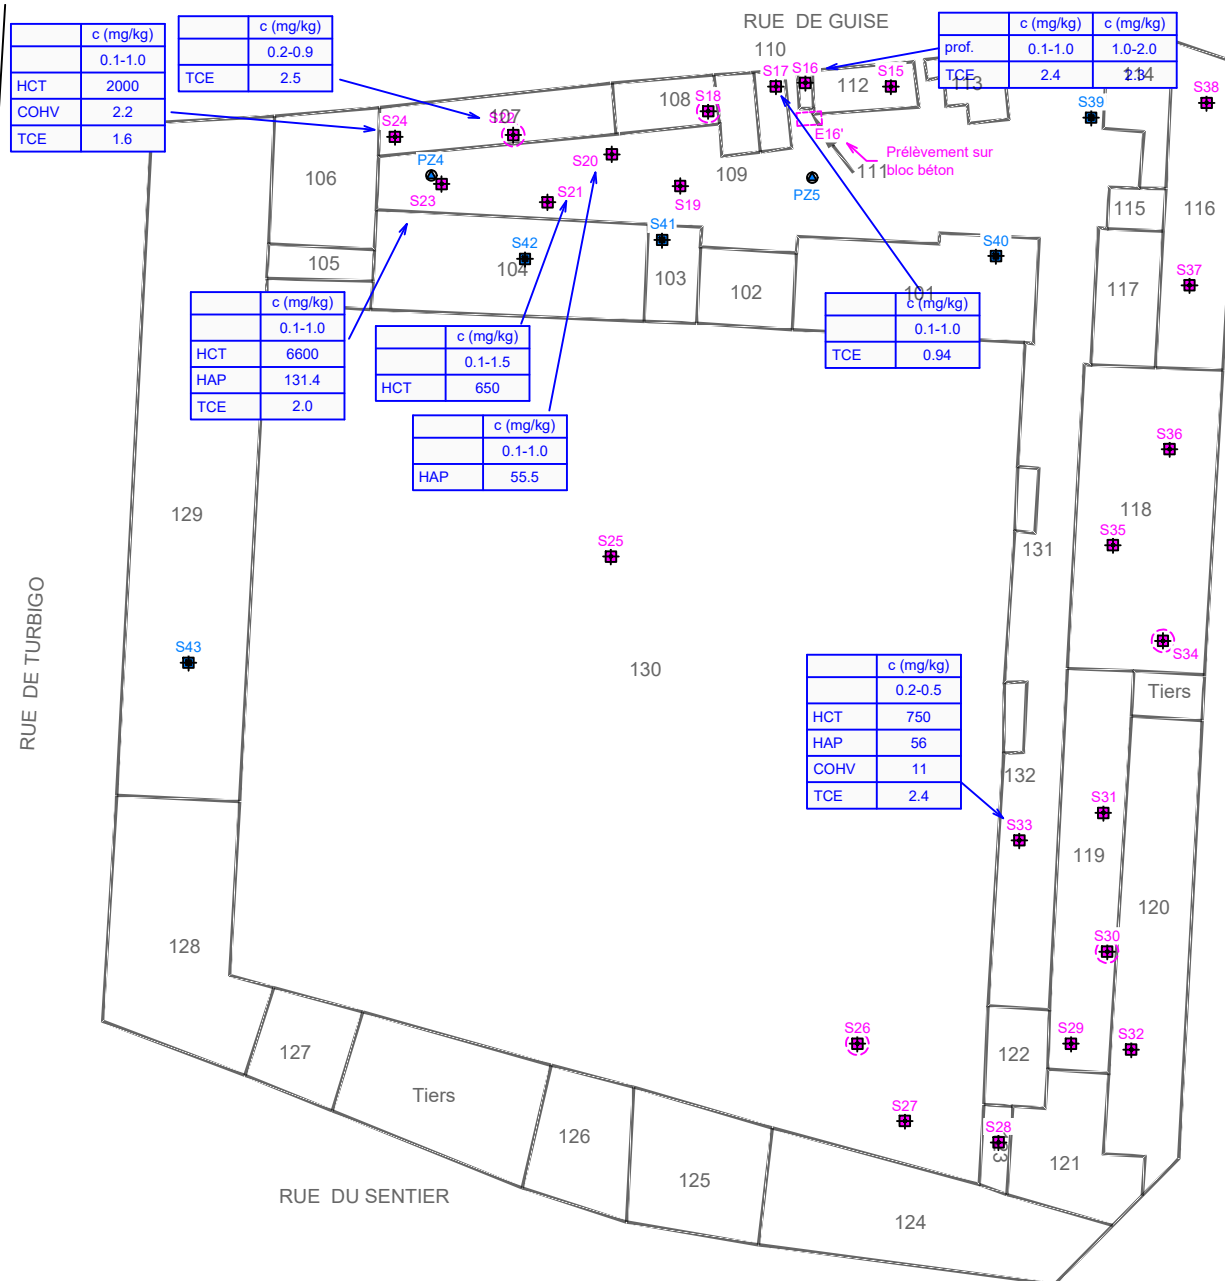 RUE DE GUISE
c (mg/kg)
0.1-1.0
HCT 2000
COHV 2.2
TCE 1.6
c (mg/kg)
0.2-0.9
TCE 2.5
c (mg/kg) c (mg/kg)
prof. 0.1-1.0 1.0-2.0
TCE 2.4 2.3
110
S17
S16
112
S15
113
114
S38
S39
108
S18
107
S22
S24
E16'
Prélèvement sur
bloc béton
S20
PZ4
106
S23
S21
S19
109
PZ5
111
115
116
S42
S41
S40
105
104
103
102
101
117
S37
c (mg/kg)
0.1-1.0
HCT 6600
HAP 131.4
TCE 2.0
c (mg/kg)
0.1-1.5
HCT 650
c (mg/kg)
0.1-1.0
TCE 0.94
c (mg/kg)
0.1-1.0
HAP 55.5
S36
129
118
S25
S35
131
RUE DE TURBIGO
S43
130
S34
Tiers
c (mg/kg)
0.2-0.5
HCT 750
HAP 56
COHV 11
TCE 2.4
132
S31
S33
119
120
128
S30
S26
S29
S32
127
122
Tiers
S27
126
S28
123
121
125
RUE DU SENTIER
124